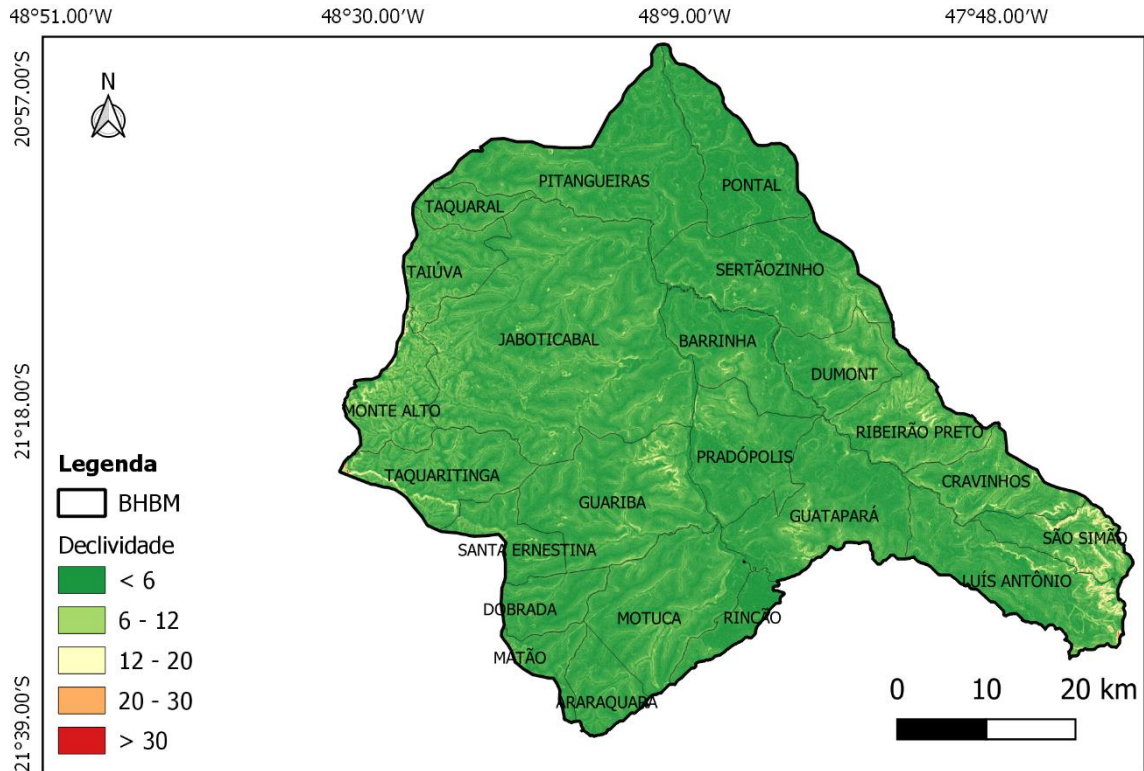 48°51.00′W 48°30.00′W 48°9.00′W 47°48.00′W
20°57.00′S
21°18.00′S
21°39.00′S
N
PITANGUEIRAS
PONTAL
TAQUARAL
TAIÚVA
SERTÃOZINHO
JABOTICABAL
BARRINHA
DUMONT
MONTE ALTO
RIBEIRÃO PRETO
PRADÓPOLIS
TAQUARITINGA
CRAVINHOS
GUARIBA
GUATAPARÁ
SÃO SIMÃO
SANTA ERNESTINA
LUÍS ANTÔNIO
DOBRADA
MOTUCA
RINCÃO
MATÃO
ARARAQUARA
Legenda
BHBM
Declividade
< 6
6 - 12
12 - 20
20 - 30
> 30
0 10 20 km